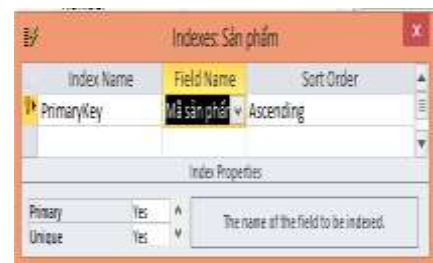 Indexes: Sản phẩm
Index Name Field Name Sort Order
PrimaryKey Mã sản phẩn Ascending
Index Properties
Primary Yes
Unique Yes
The name of the field to be indexed.